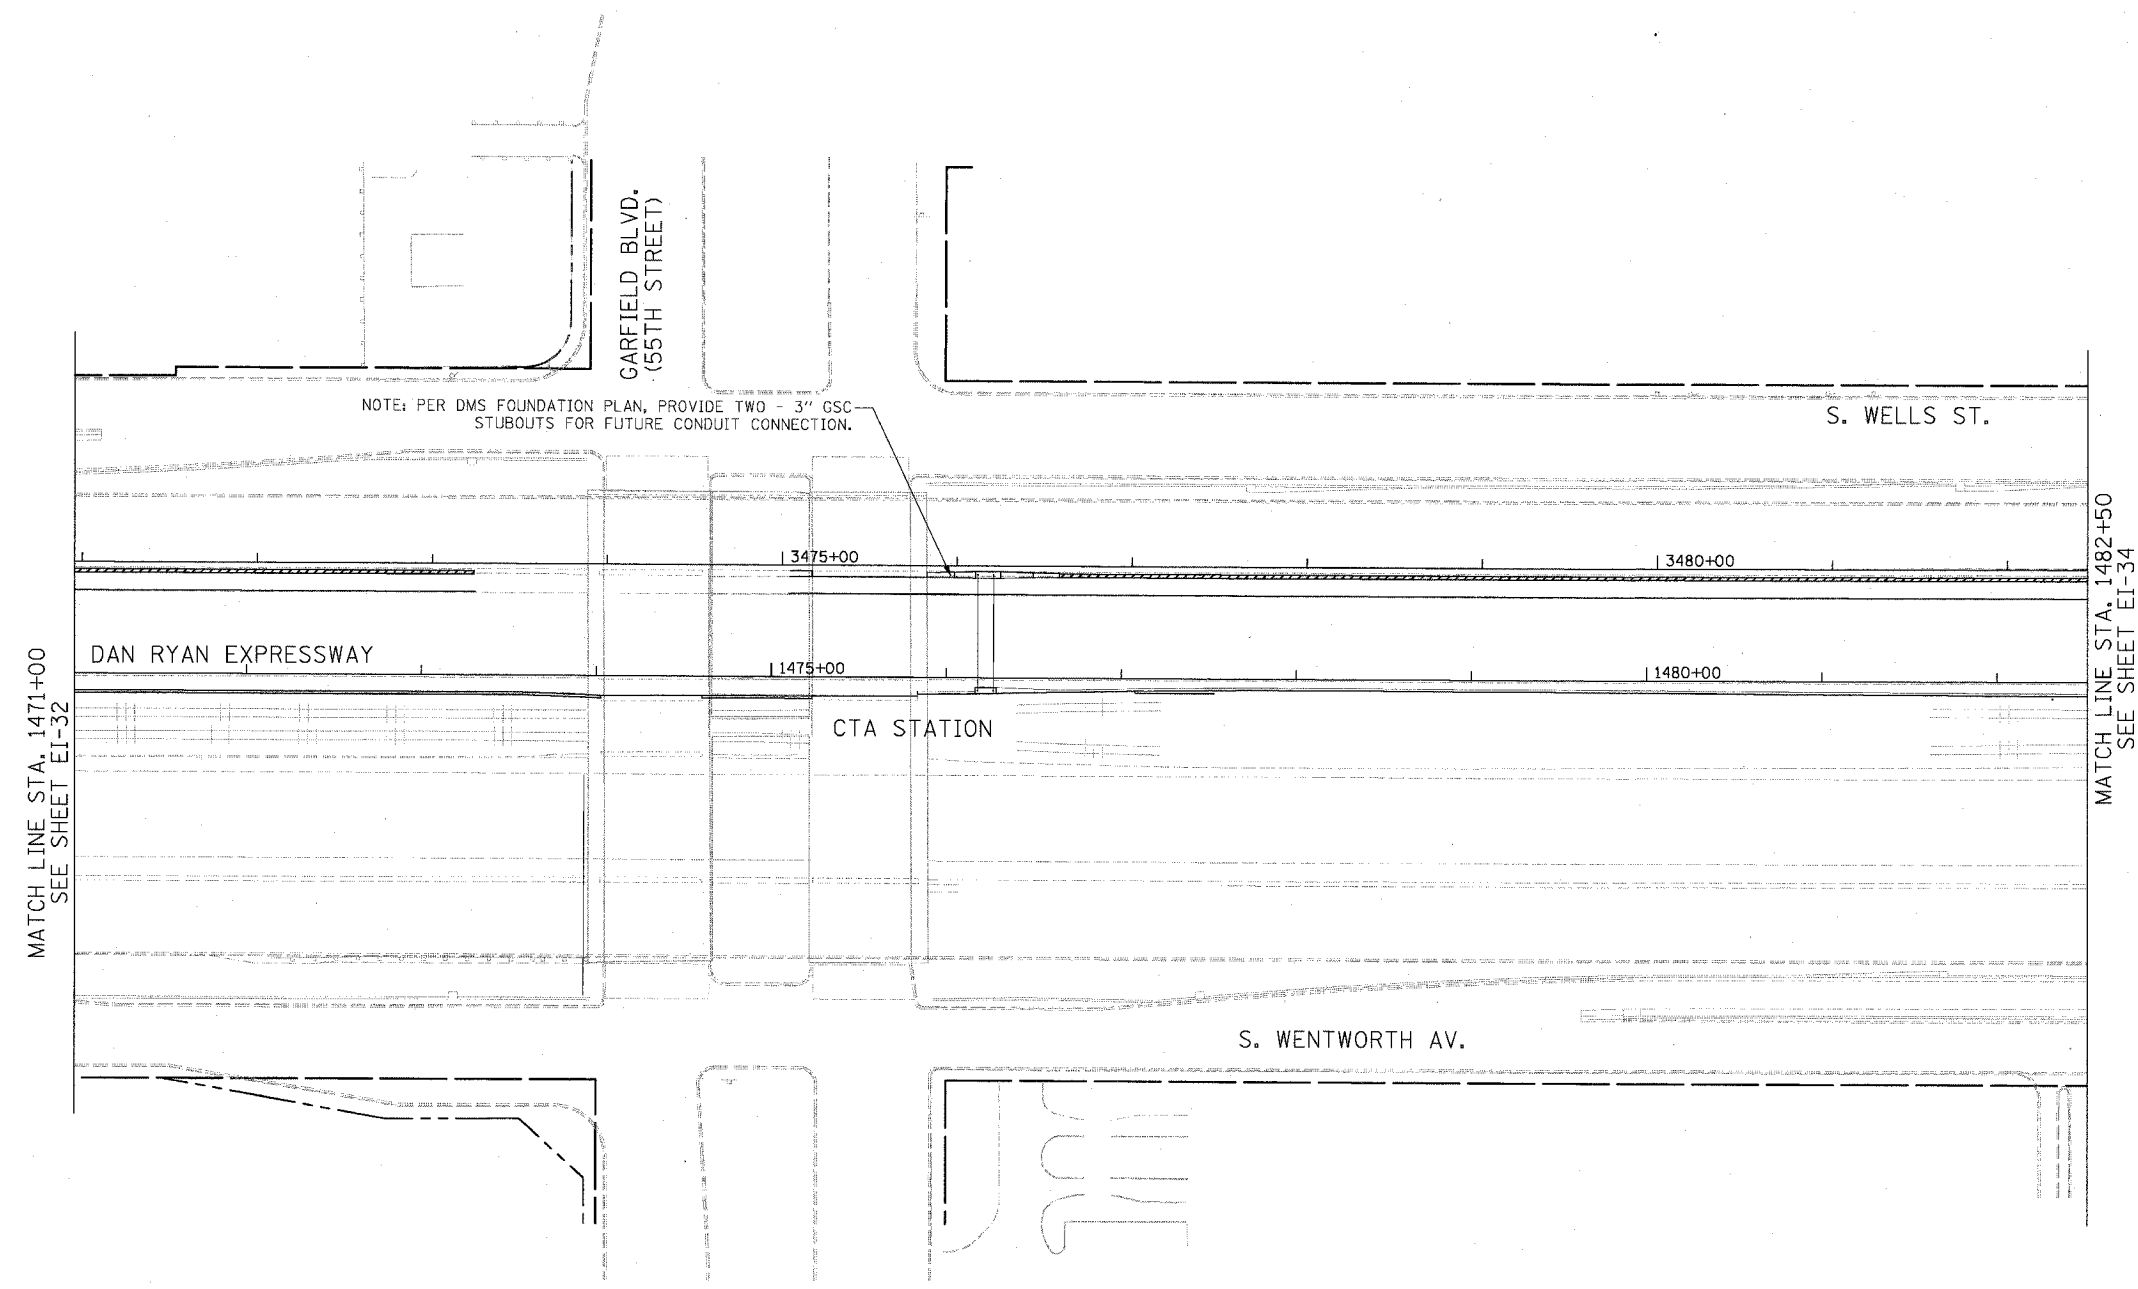 GARFIELD BLVD.
(55TH STREET)
NOTE: PER DMS FOUNDATION PLAN, PROVIDE TWO - 3" GSC
STUBOUTS FOR FUTURE CONDUIT CONNECTION.
S. WELLS ST.
3475+00
3480+00
DAN RYAN EXPRESSWAY
1475+00
1480+00
CTA STATION
MATCH LINE STA. 1471+00
SEE SHEET EI-32
MATCH LINE STA. 1482+50
SEE SHEET EI-34
S. WENTWORTH AV.